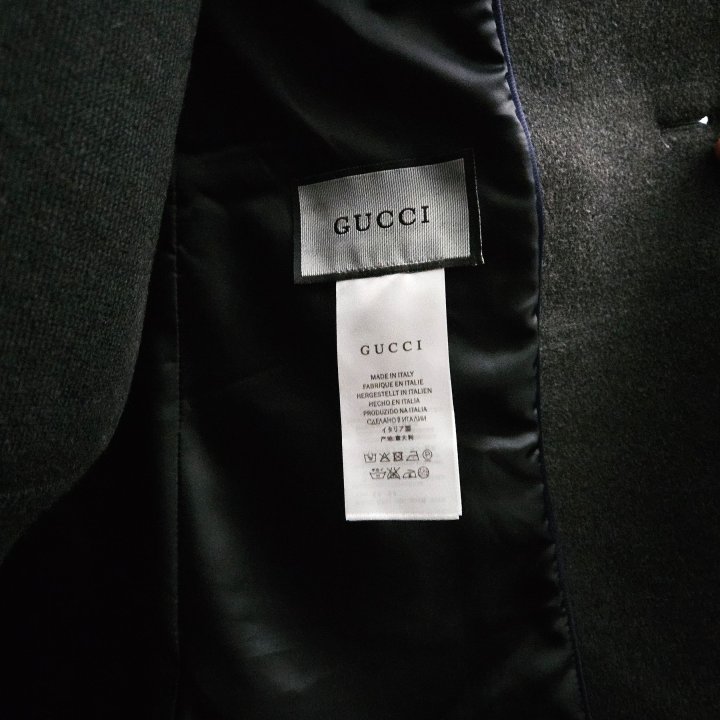 GUCCI
GUCCI
MADE IN ITALY
FABRIQUE EN ITALIE
HERGESTELLT IN ITALIEN
HECHO EN ITALIA
PRODUZIDO NA ITALIA
СДЕЛАНО В ИТАЛИИ
イタリア国
产地:意大利